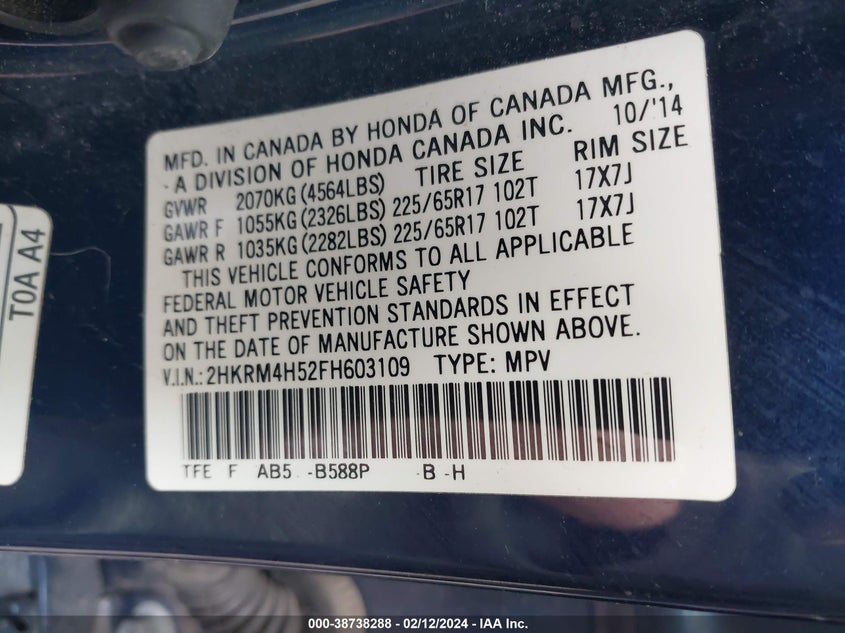 MFD. IN CANADA BY HONDA OF CANADA MFG.,
A DIVISION OF HONDA CANADA INC. 10/'14
GVWR 2070KG (4564LBS) TIRE SIZE RIM SIZE
GAWR F 1055KG (2326LBS) 225/65R17 102T 17X7J
GAWR R 1035KG (2282LBS) 225/65R17 102T 17X7J
THIS VEHICLE CONFORMS TO ALL APPLICABLE
FEDERAL MOTOR VEHICLE SAFETY
AND THEFT PREVENTION STANDARDS IN EFFECT
ON THE DATE OF MANUFACTURE SHOWN ABOVE.
V.I.N.: 2HKRM4H52FH603109 TYPE: MPV
TFE F AB5 -B588P -B -H
TOA A4
000-38738288 - 02/12/2024 - IAA Inc.